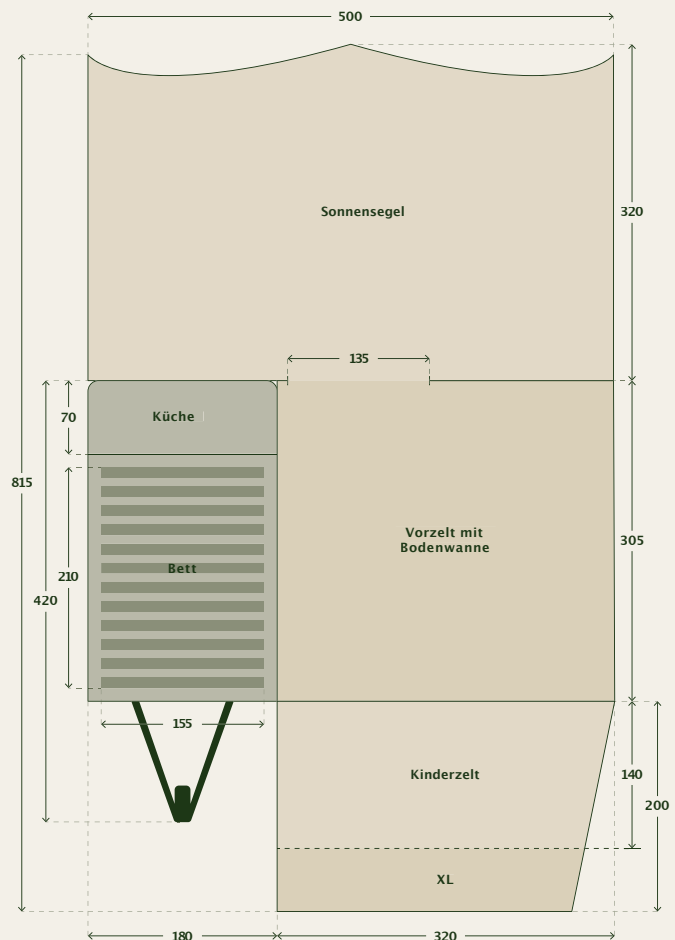 500
Sonnensegel
320
135
70
Küche
815
Vorzelt mit
Bodenwanne
305
Bett
210
420
155
Kinderzelt
140
200
XL
180
320